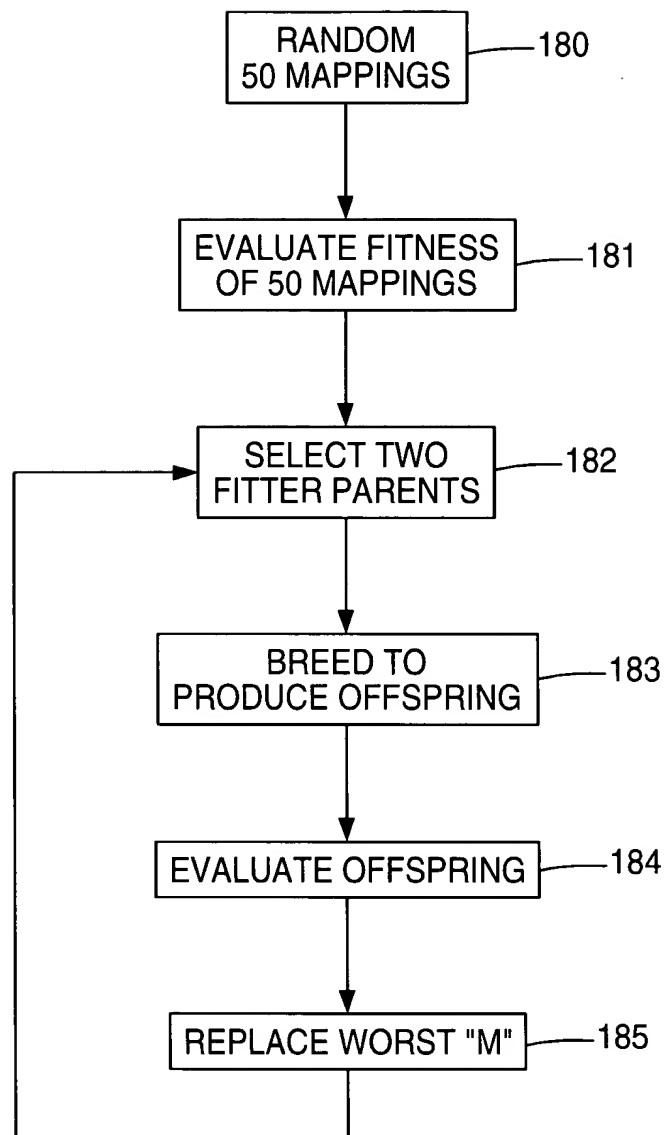 RANDOM
50 MAPPINGS
180
EVALUATE FITNESS
OF 50 MAPPINGS
181
SELECT TWO
FITTER PARENTS
182
BREED TO
PRODUCE OFFSPRING
183
EVALUATE OFFSPRING
184
REPLACE WORST "M"
185